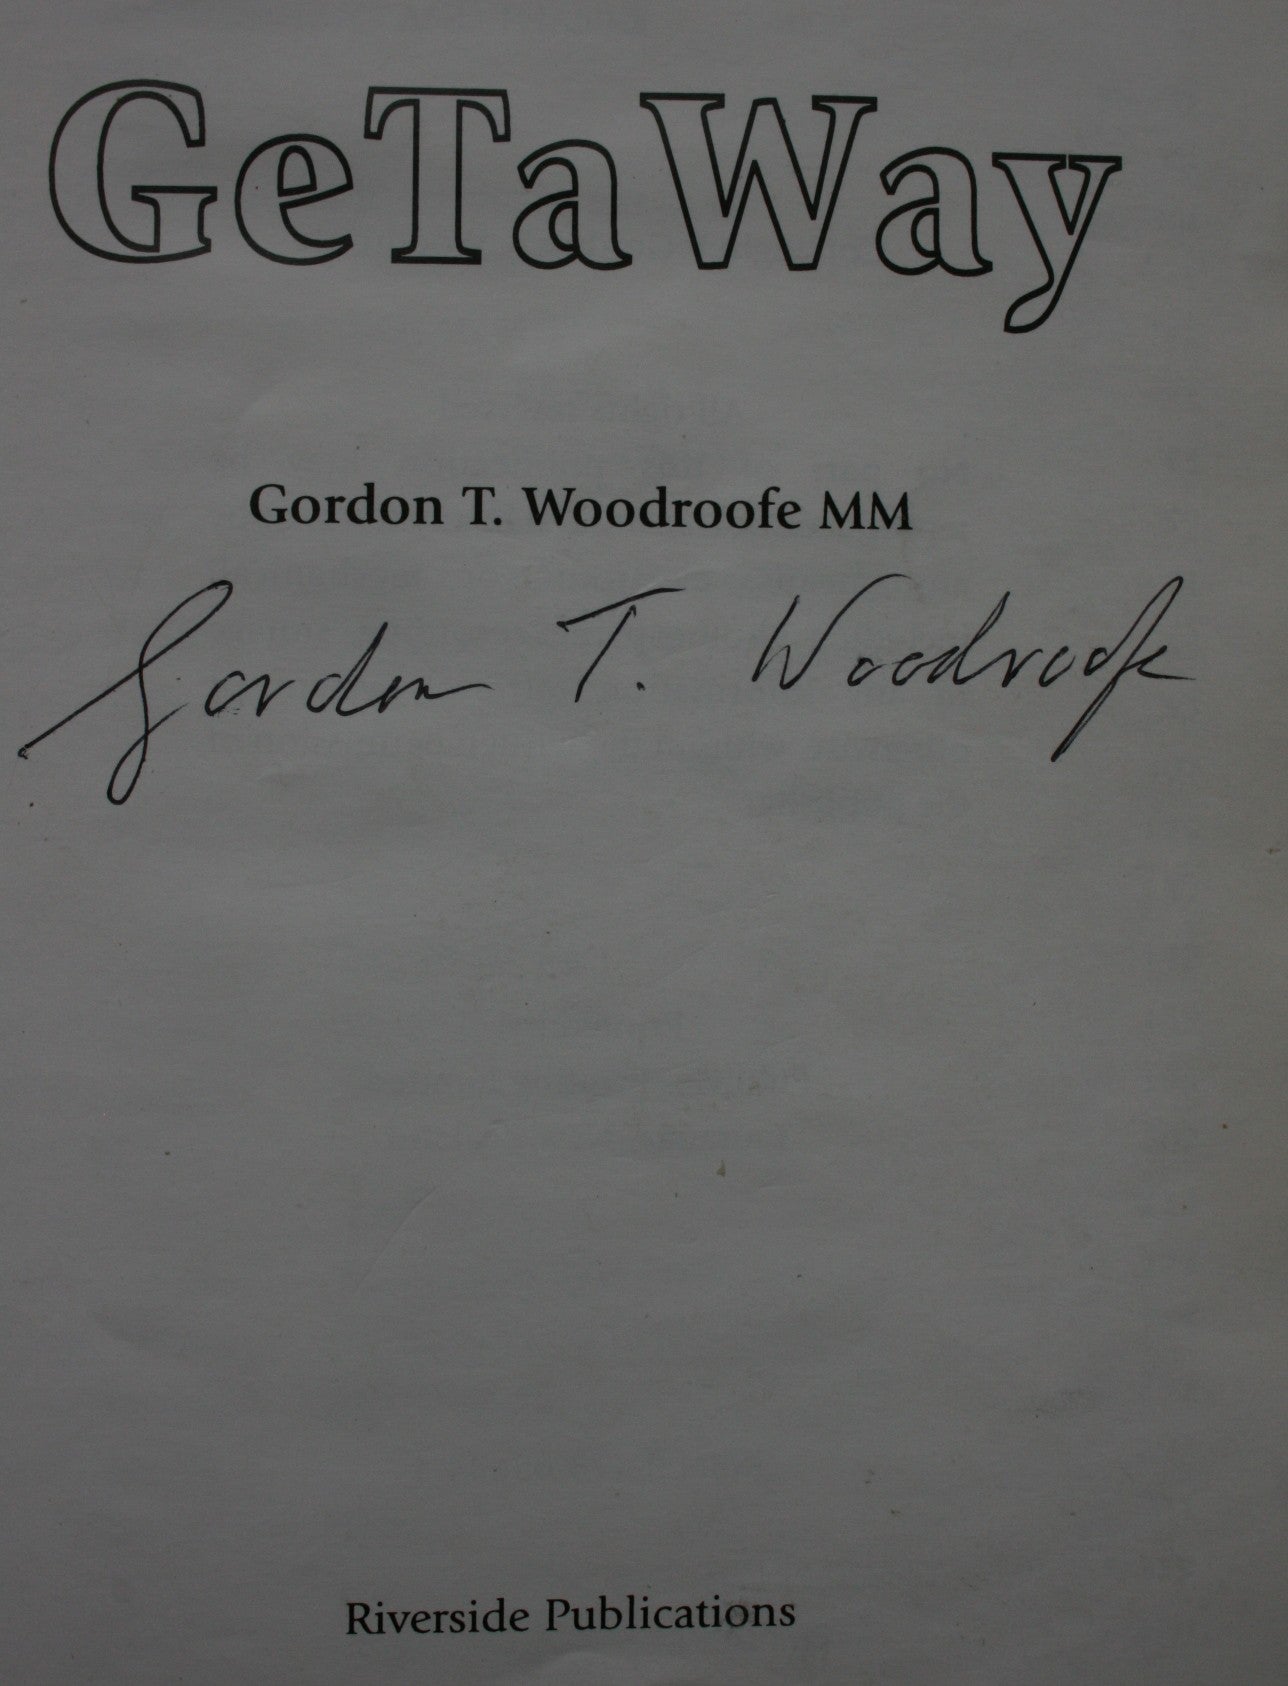 GeTaWay
Gordon T. Woodroofe MM
Gordon T. Woodroofe
Riverside Publications